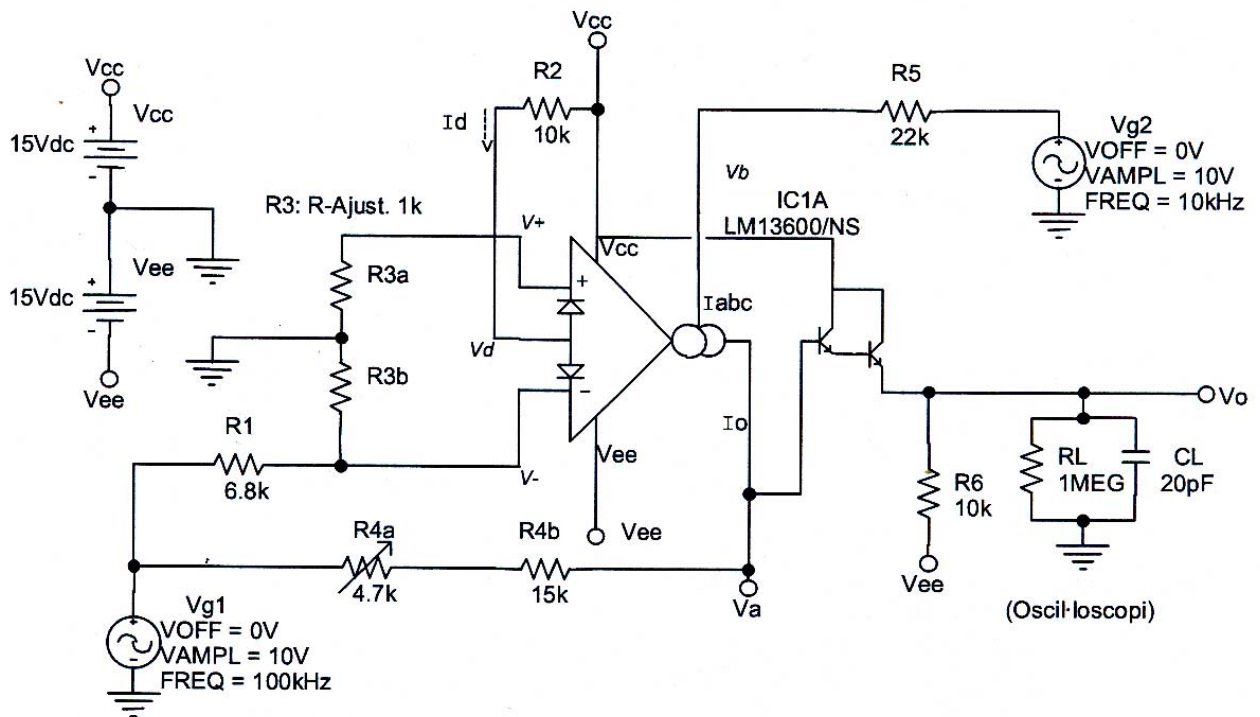 Vcc
Vcc
15Vdc
+
-
Vee
15Vdc
+
-
Vee
R3: R-Ajust. 1k
R3a
R3b
R1
6.8k
Vcc
R2
10k
Id
V+
Vd
V-
+
-
Vcc
Vee
Vee
Iabc
Io
Vb
IC1A
LM13600/NS
R5
22k
Vg2
+
-
VOFF = 0V
VAMPL = 10V
FREQ = 10kHz
Vo
R6
10k
Vee
RL
1MEG
CL
20pF
(Oscil·loscopi)
R4a
4.7k
R4b
15k
Va
Vg1
+
-
VOFF = 0V
VAMPL = 10V
FREQ = 100kHz